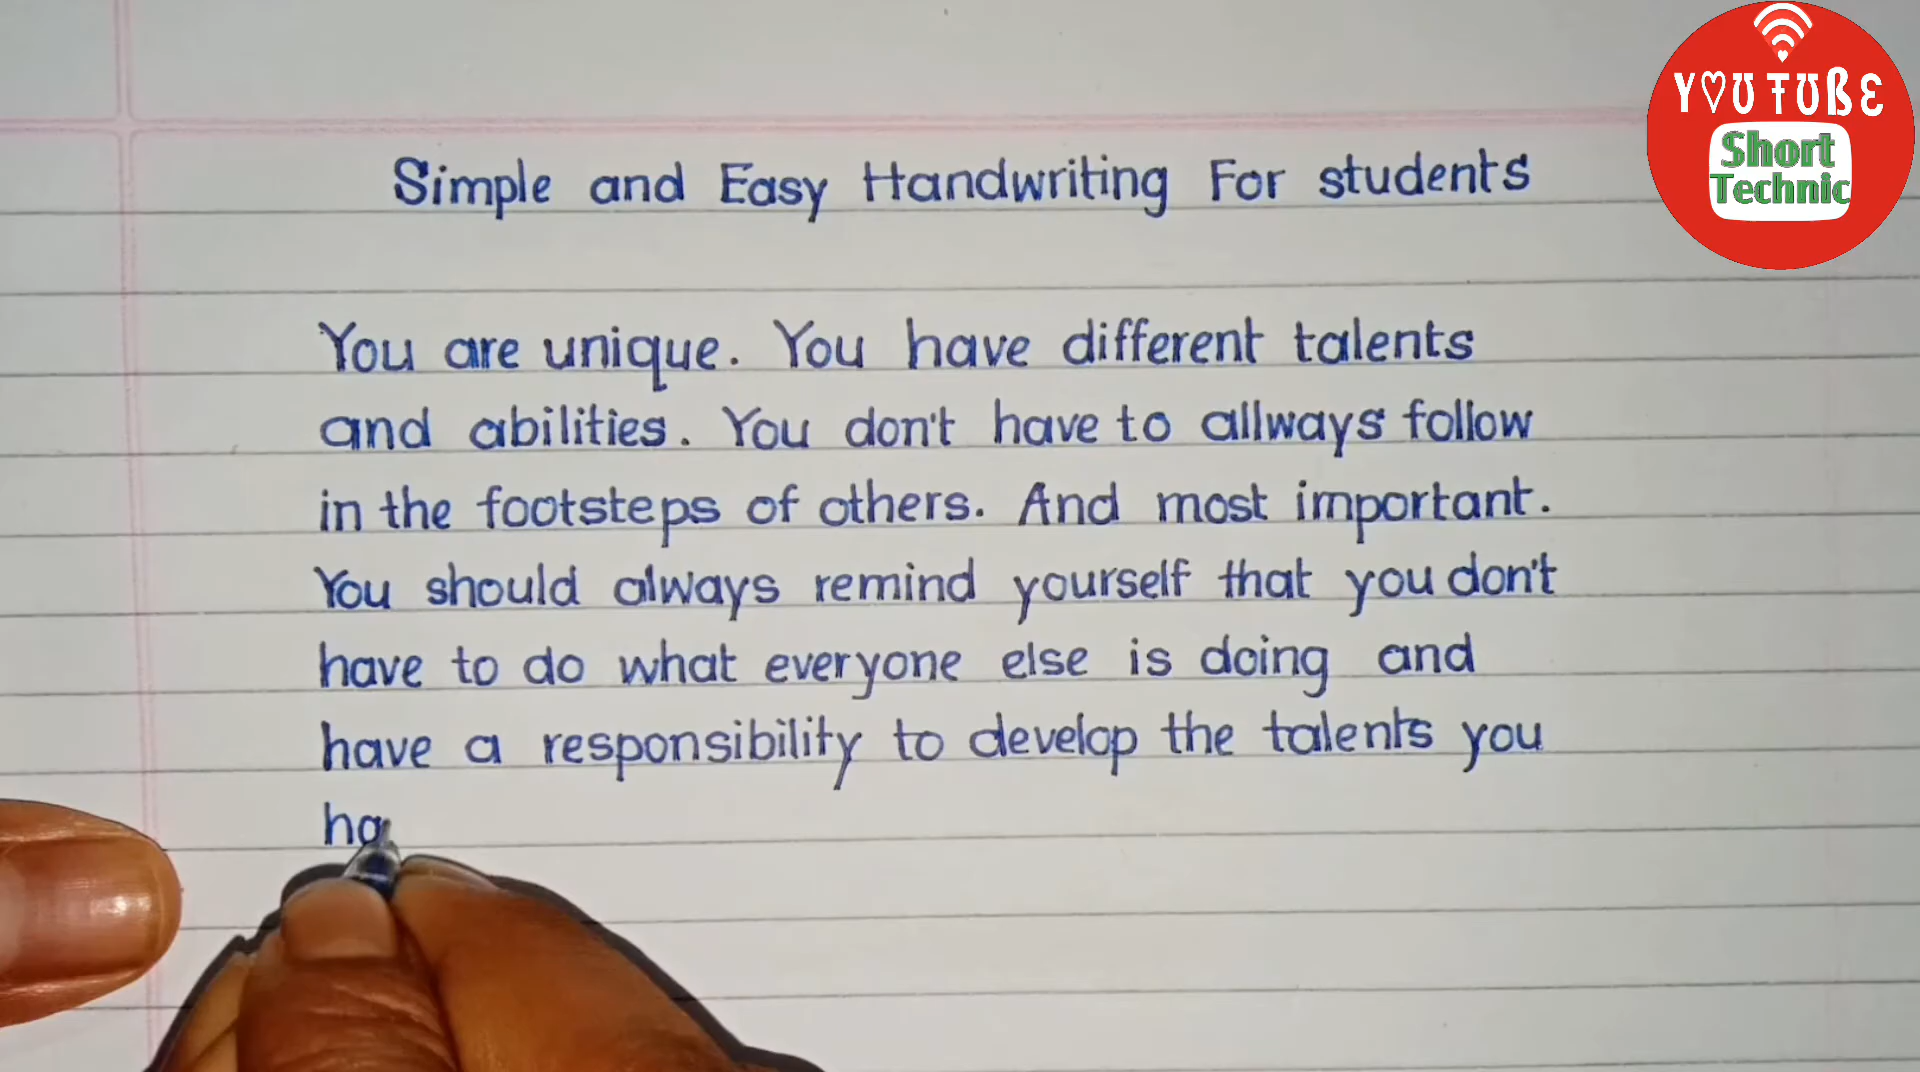 YOUTUBE
Short
Technic
Simple and Easy Handwriting For students
You are unique. You have different talents
and abilities. You don't have to allways follow
in the footsteps of others. And most important.
You should always remind yourself that you don't
have to do what everyone else is doing and
have a responsibility to develop the talents you
ha